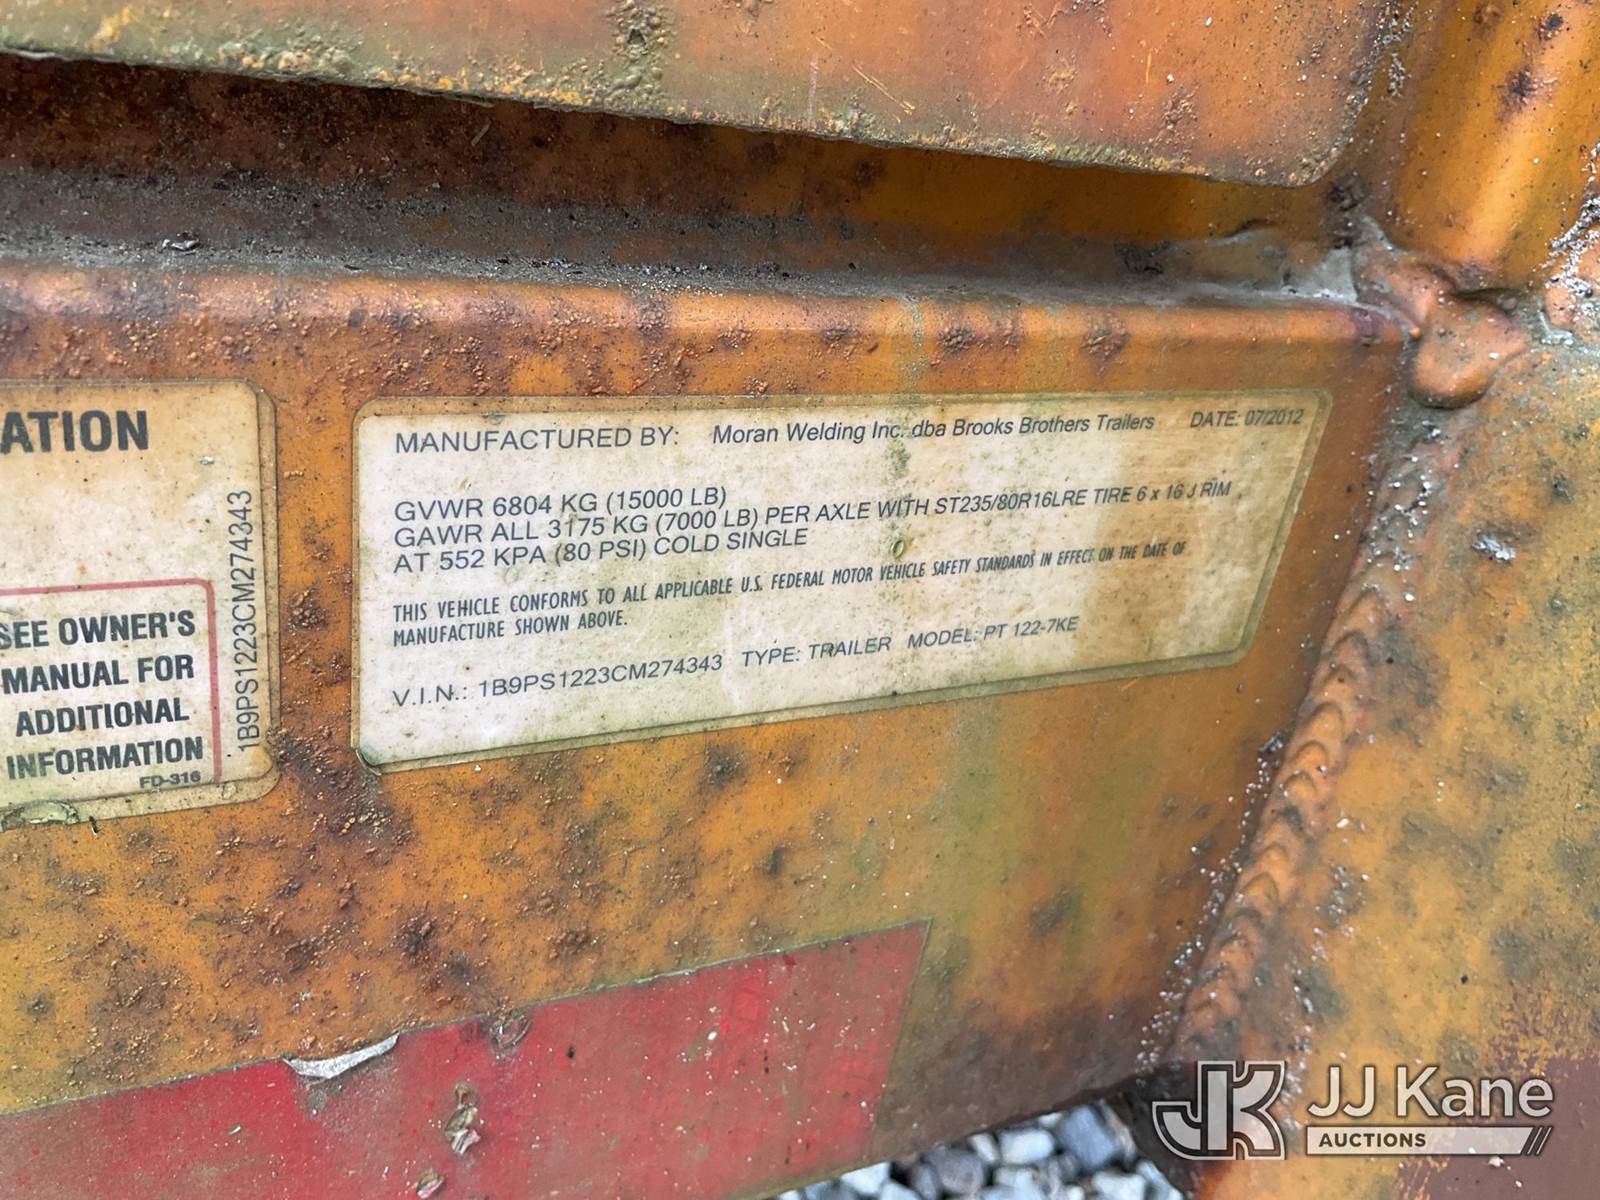 ATION
SEE OWNER'S
MANUAL FOR
ADDITIONAL
INFORMATION
FD-316
1B9PS1223CM274343
MANUFACTURED BY: Moran Welding Inc. dba Brooks Brothers Trailers DATE: 07/2012
GVWR 6804 KG (15000 LB)
GAWR ALL 3175 KG (7000 LB) PER AXLE WITH ST235/80R16LRE TIRE 6 x 16 J RIM
AT 552 KPA (80 PSI) COLD SINGLE
THIS VEHICLE CONFORMS TO ALL APPLICABLE U.S. FEDERAL MOTOR VEHICLE SAFETY STANDARDS IN EFFECT ON THE DATE OF
MANUFACTURE SHOWN ABOVE.
V.I.N.: 1B9PS1223CM274343 TYPE: TRAILER MODEL: PT 122-7KE
JK JJ Kane
AUCTIONS